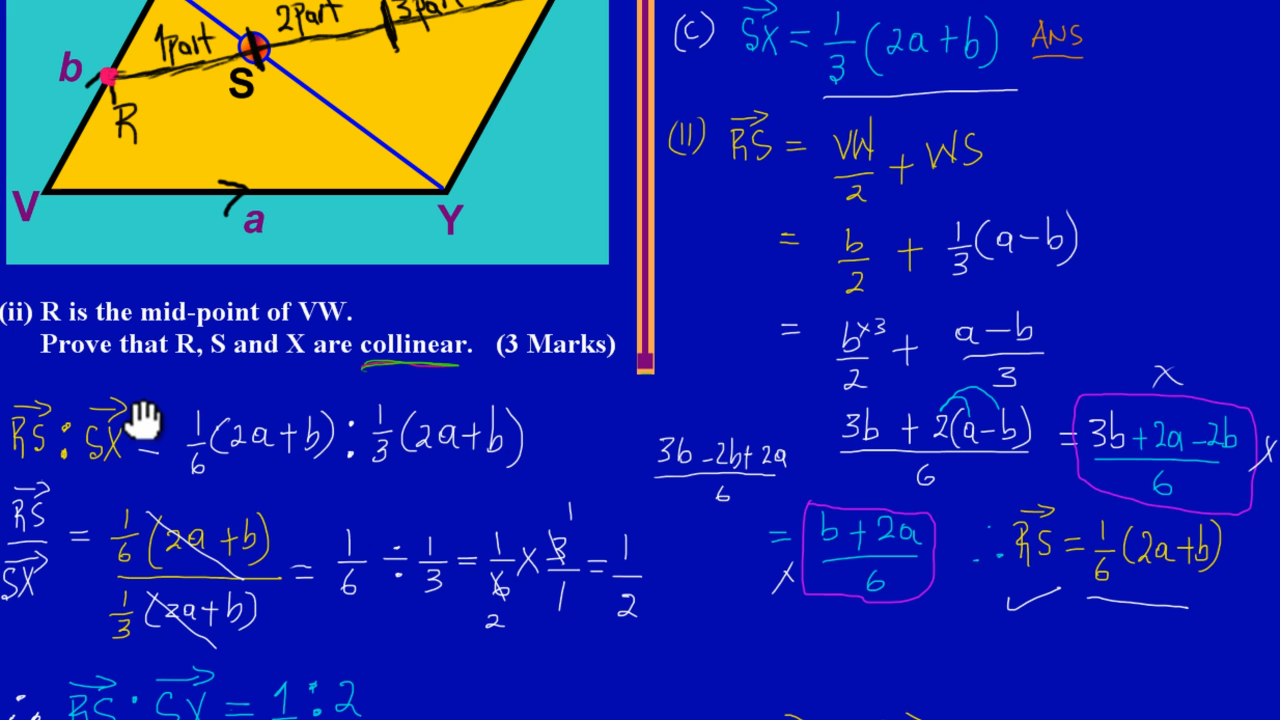 1part 2part 3part
b
S
R
V
a
Y
(ii) R is the mid-point of VW.
Prove that R, S and X are collinear. (3 Marks)
RS⃗ : SX⃗ = 1/6(2a+b) : 1/3(2a+b)
RS⃗/SX⃗ = 1/6(2a+b)/1/3(2a+b) = 1/6 ÷ 1/3 = 1/6 2 × 3 1/1 = 1/2
∴ RS⃗ : SX⃗ = 1:2
(C) SX⃗ = 1/3(2a+b) ANS
(II) RS⃗ = VW/2 + WS
= b/2 + 1/3(a-b)
= b×3/2 + a-b/3
X
3b + 2(a-b)/6 = 3b+2a-2b/6 X
3b-2b+2a/6
= b+2a/6 X
∴ RS⃗ = 1/6(2a+b) ✓